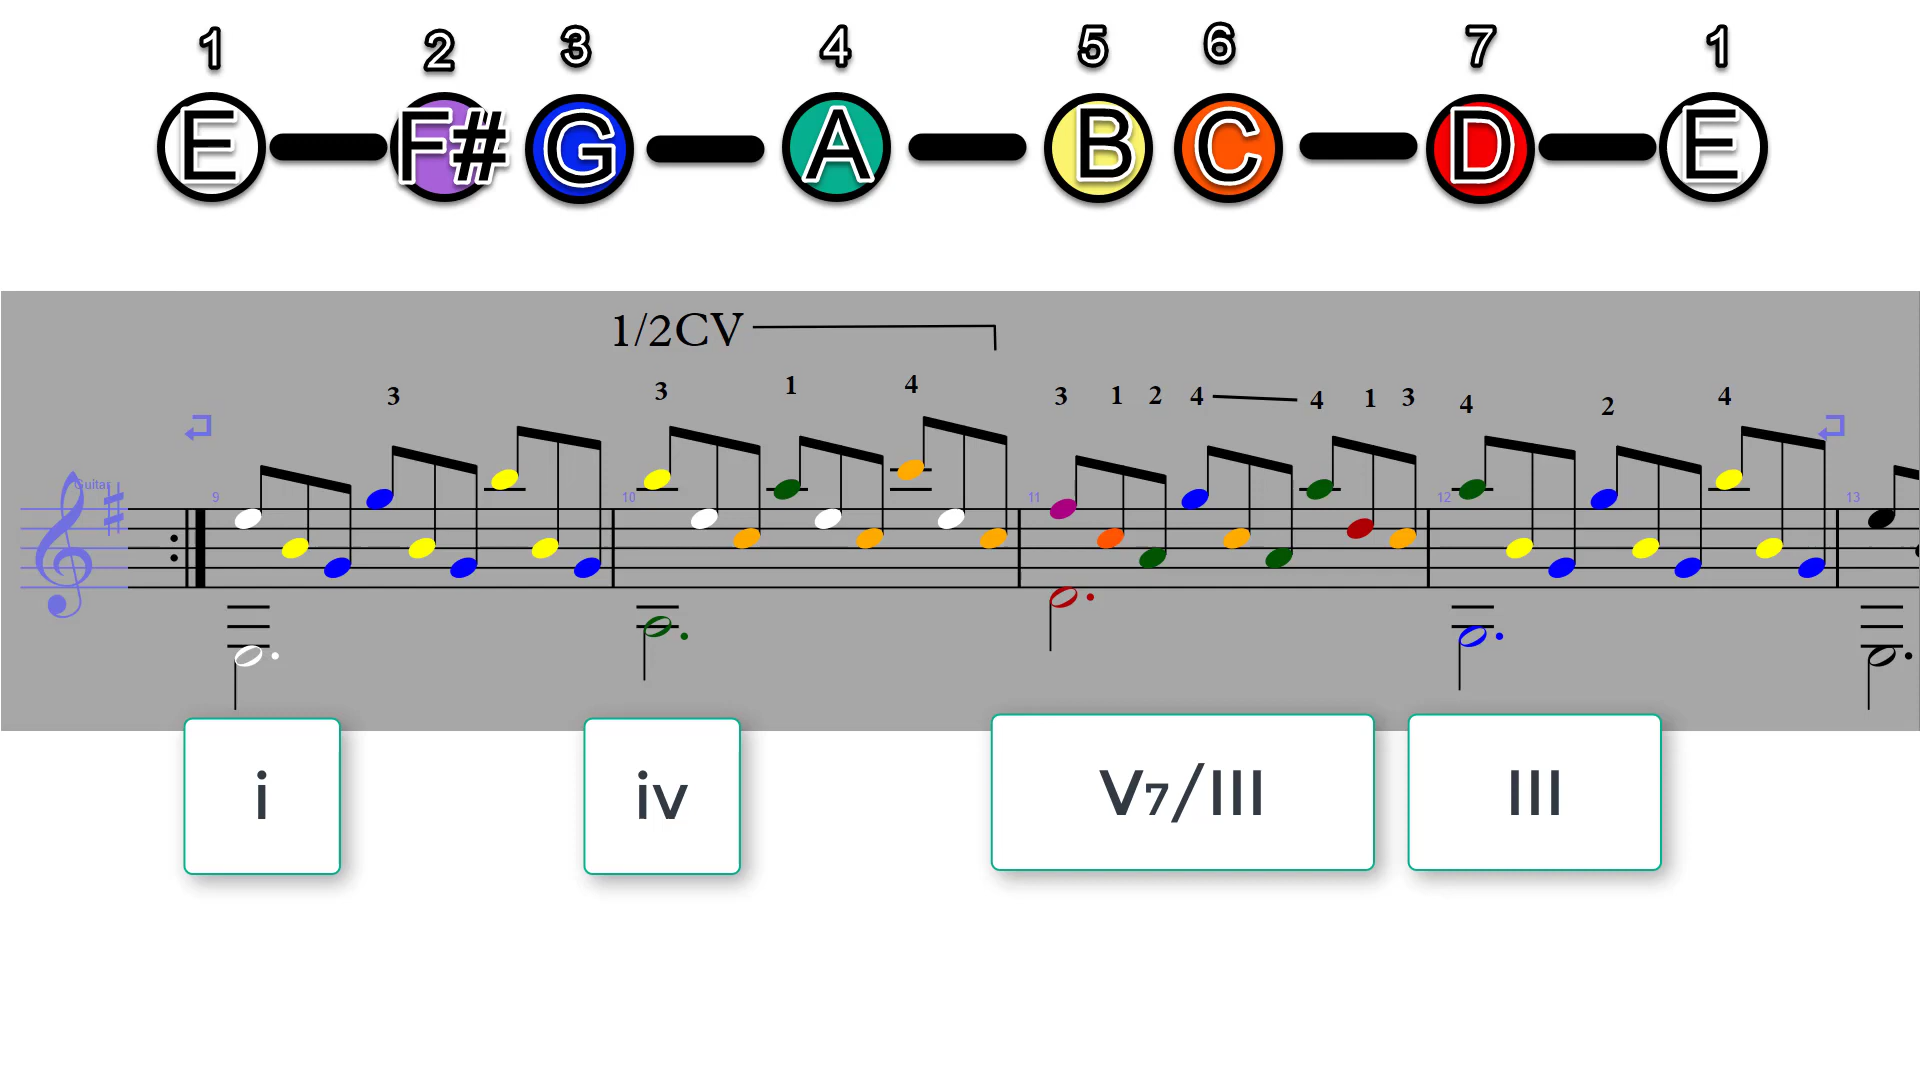 1 2 3 4 5 6 7 1
E F# G A B C D E
1/2CV
3 3 1 4 3 1 2 4 4 1 3 4 2 4
Guitar
9 10 11 12 13
i iv V7/III III